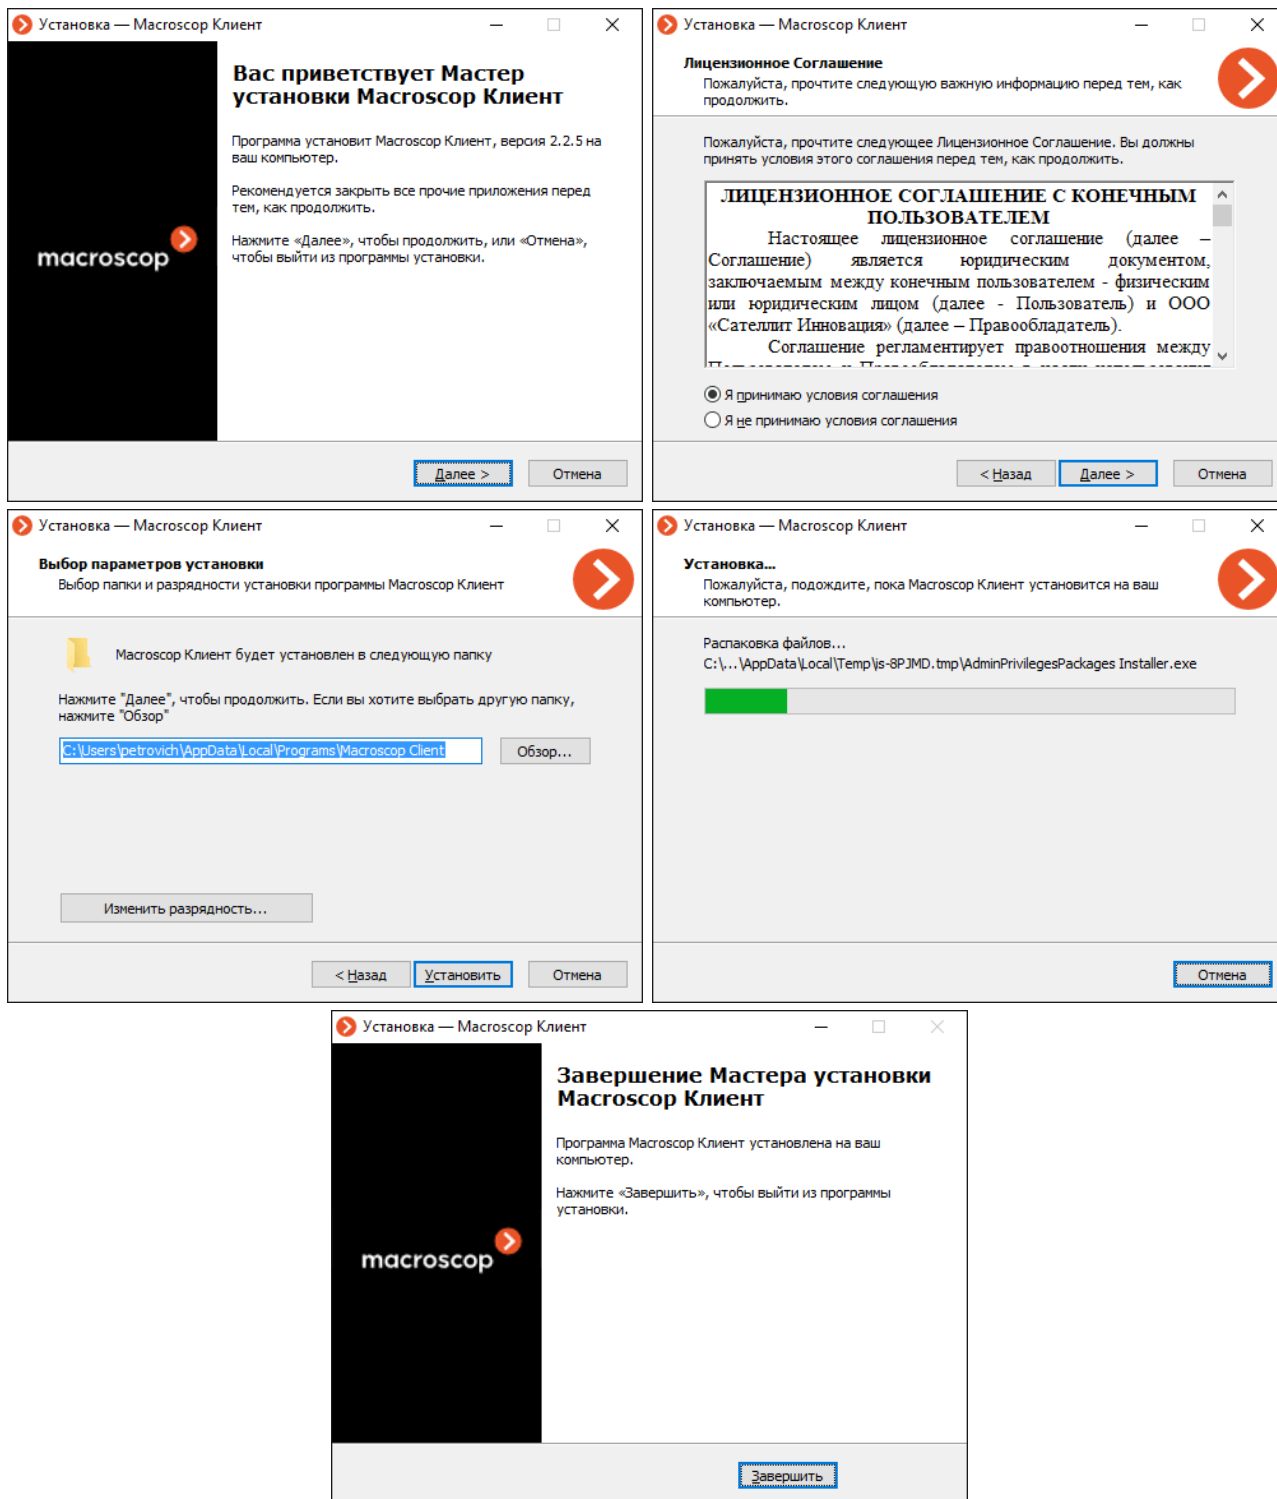 Установка — Macroscop Клиент
Вас приветствует Мастер
установки Macroscop Клиент
Программа установит Macroscop Клиент, версия 2.2.5 на
ваш компьютер.
Рекомендуется закрыть все прочие приложения перед
тем, как продолжить.
Нажмите «Далее», чтобы продолжить, или «Отмена»,
чтобы выйти из программы установки.
macroscop
Далее >
Отмена
Установка — Macroscop Клиент
Лицензионное Соглашение
Пожалуйста, прочтите следующую важную информацию перед тем, как
продолжить.
Пожалуйста, прочтите следующее Лицензионное Соглашение. Вы должны
принять условия этого соглашения перед тем, как продолжить.
ЛИЦЕНЗИОННОЕ СОГЛАШЕНИЕ С КОНЕЧНЫМ
ПОЛЬЗОВАТЕЛЕМ
Настоящее лицензионное соглашение (далее –
Соглашение) является юридическим документом,
заключаемым между конечным пользователем - физическим
или юридическим лицом (далее - Пользователь) и ООО
«Сателлит Инновация» (далее – Правообладатель).
Соглашение регламентирует правоотношения между
Я принимаю условия соглашения
Я не принимаю условия соглашения
< Назад
Далее >
Отмена
Установка — Macroscop Клиент
Выбор параметров установки
Выбор папки и разрядности установки программы Macroscop Клиент
Macroscop Клиент будет установлен в следующую папку
Нажмите "Далее", чтобы продолжить. Если вы хотите выбрать другую папку,
нажмите "Обзор"
C:\Users\petrovich\AppData\Local\Programs\Macroscop Client
Обзор...
Изменить разрядность...
< Назад
Установить
Отмена
Установка — Macroscop Клиент
Установка...
Пожалуйста, подождите, пока Macroscop Клиент установится на ваш
компьютер.
Распаковка файлов...
C:\...\AppData\Local\Temp\is-8PJMD.tmp\AdminPrivilegesPackages Installer.exe
Отмена
Установка — Macroscop Клиент
Завершение Мастера установки
Macroscop Клиент
Программа Macroscop Клиент установлена на ваш
компьютер.
Нажмите «Завершить», чтобы выйти из программы
установки.
macroscop
Завершить